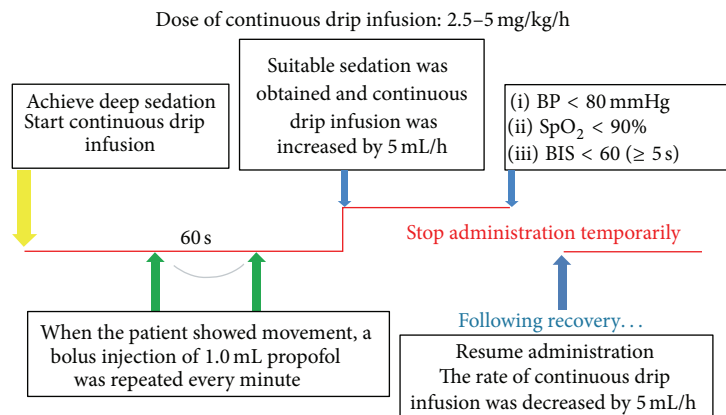 Dose of continuous drip infusion: 2.5–5 mg/kg/h
Achieve deep sedation
Start continuous drip
infusion
Suitable sedation was
obtained and continuous
drip infusion was
increased by 5 mL/h
(i) BP < 80 mmHg
(ii) SpO₂ < 90%
(iii) BIS < 60 (≥ 5 s)
60 s
Stop administration temporarily
When the patient showed movement, a
bolus injection of 1.0 mL propofol
was repeated every minute
Following recovery…
Resume administration
The rate of continuous drip
infusion was decreased by 5 mL/h